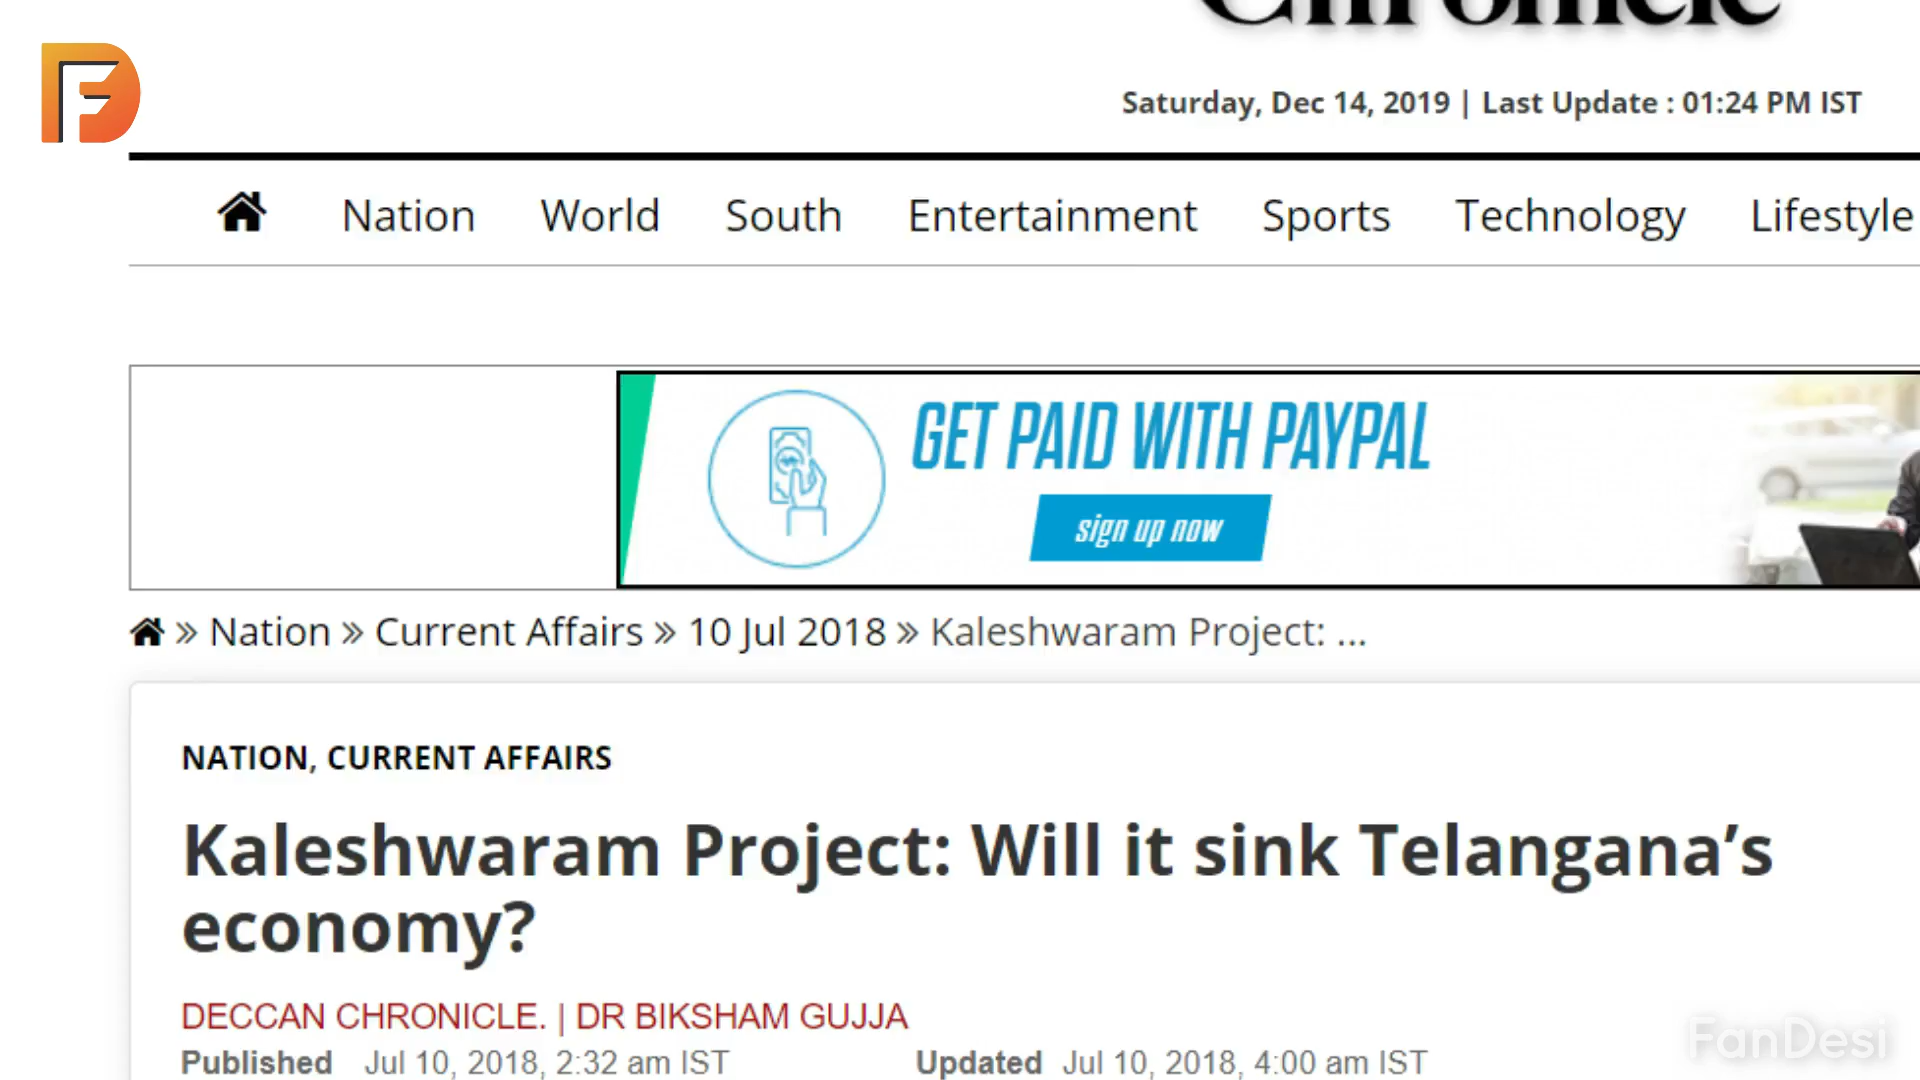 Chronicle
Saturday, Dec 14, 2019 | Last Update : 01:24 PM IST
Nation World South Entertainment Sports Technology Lifestyle
GET PAID WITH PAYPAL
sign up now
» Nation » Current Affairs » 10 Jul 2018 » Kaleshwaram Project: ...
NATION, CURRENT AFFAIRS
Kaleshwaram Project: Will it sink Telangana’s
economy?
DECCAN CHRONICLE. | DR BIKSHAM GUJJA
Published Jul 10, 2018, 2:32 am IST Updated Jul 10, 2018, 4:00 am IST
FanDesi